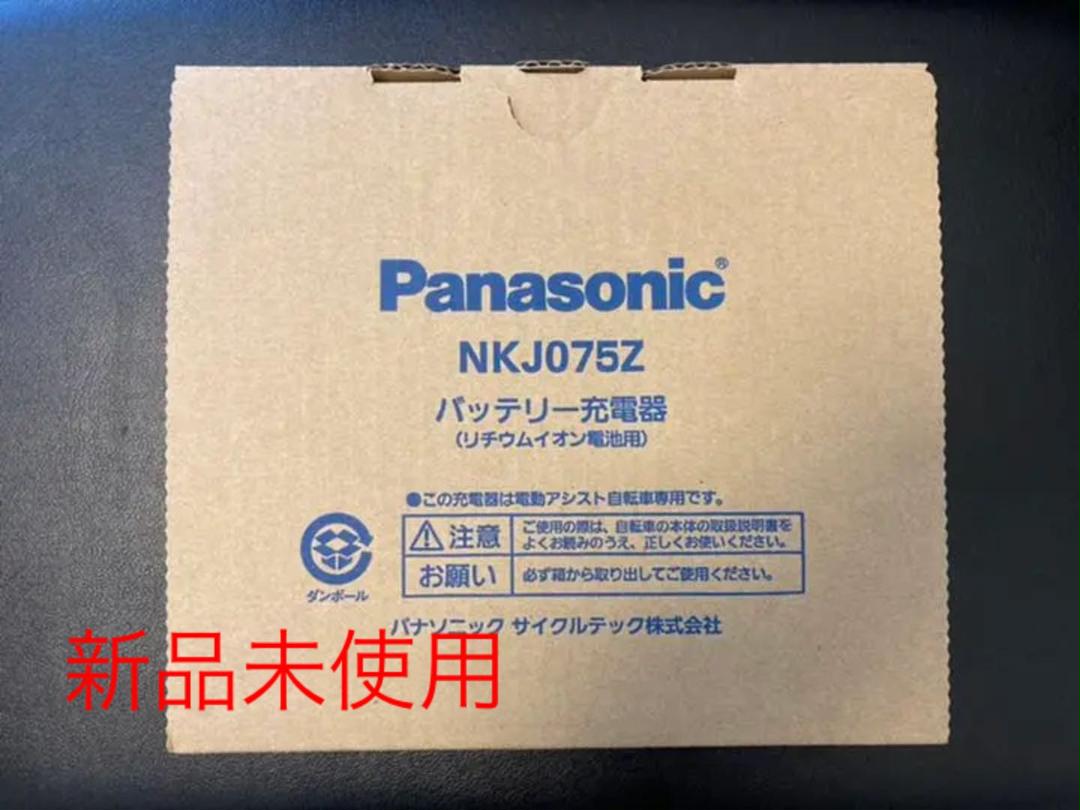 Panasonic®
NKJ075Z
バッテリー充電器
(リチウムイオン電池用)
●この充電器は電動アシスト自転車専用です。
注意
ご使用の際は、自転車の本体の取扱説明書を
よくお読みのうえ、正しくお使いください。
お願い
必ず箱から取り出してご使用ください。
ダンボール
パナソニック サイクルテック株式会社
新品未使用